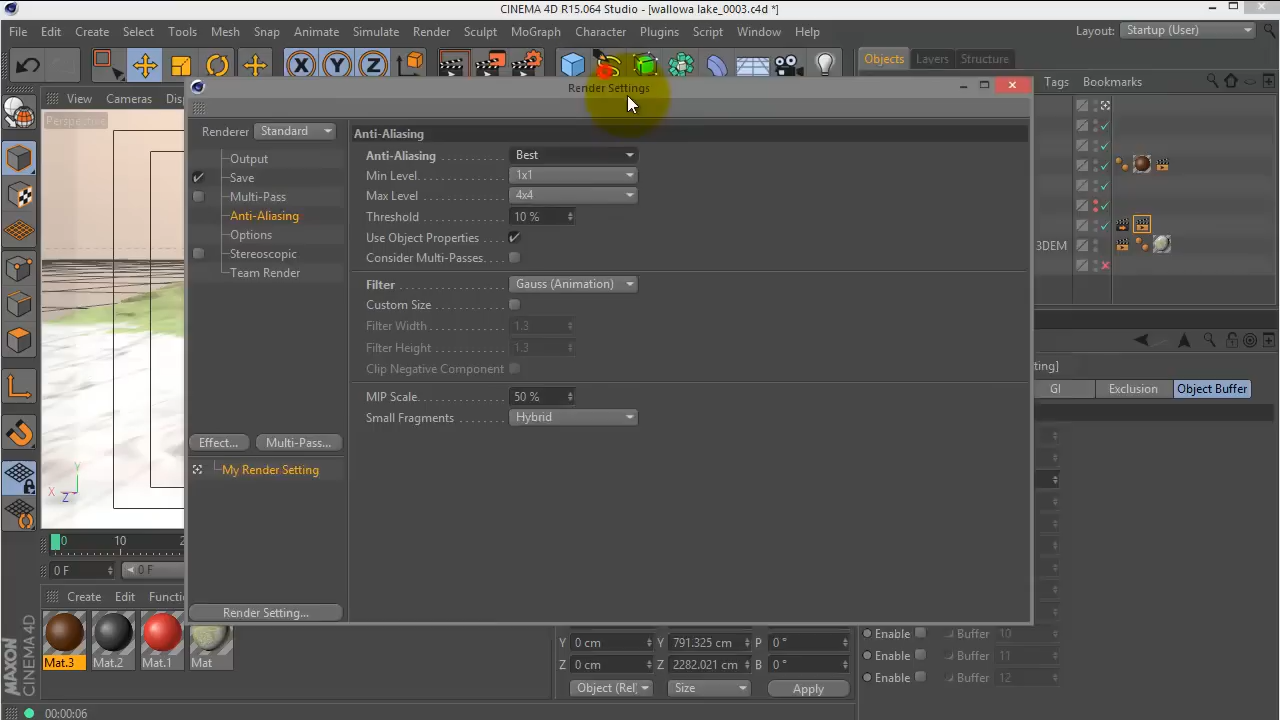 CINEMA 4D R15.064 Studio - [wallowa lake_0003.c4d *]
File Edit Create Select Tools Mesh Snap Animate Simulate Render Sculpt MoGraph Character Plugins Script Window Help Layout: Startup (User)
X Y Z Objects Layers Structure
Render Settings Tags Bookmarks
View Cameras
Perspective
Renderer Standard Anti-Aliasing
Output Anti-Aliasing Best
Save Min Level 1x1
Multi-Pass Max Level 4x4
Anti-Aliasing Threshold 10 %
Options Use Object Properties
Stereoscopic Consider Multi-Passes 3DEM
Team Render
Filter Gauss (Animation)
Custom Size
Filter Width 1.3
Filter Height 1.3
Clip Negative Component
GI Exclusion Object Buffer
MIP Scale 50 %
Small Fragments Hybrid
Effect... Multi-Pass...
My Render Setting
Y
X
Z
0 10
0 F 0 F
Create Edit
Render Setting...
Y 0 cm Y 791.325 cm P 0 °
Z 0 cm Z 2282.021 cm B 0 °
Enable Buffer 10
Enable Buffer 11
Enable Buffer 12
Mat.3 Mat.2 Mat.1 Mat
Object (Rel) Size Apply
MAXON
CINEMA 4D
00:00:06